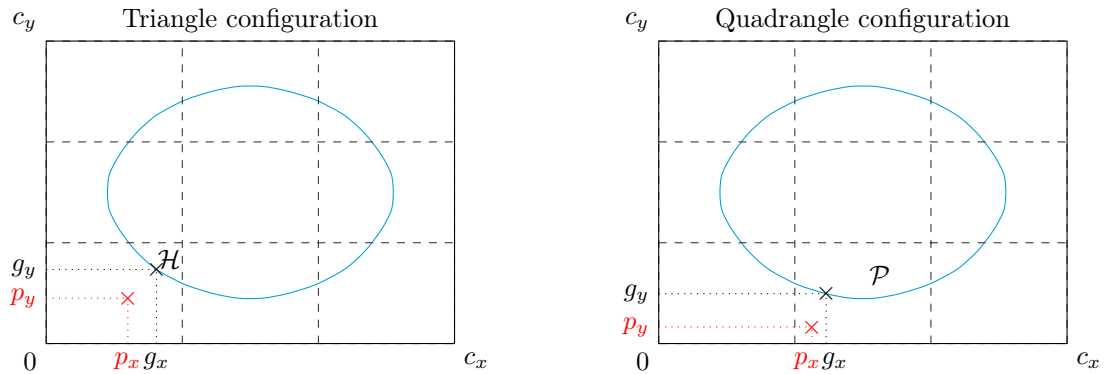 Triangle configuration
c_y
g_y
p_y
0
p_x g_x
c_x
ℋ
Quadrangle configuration
c_y
g_y
p_y
0
p_x g_x
c_x
𝒫